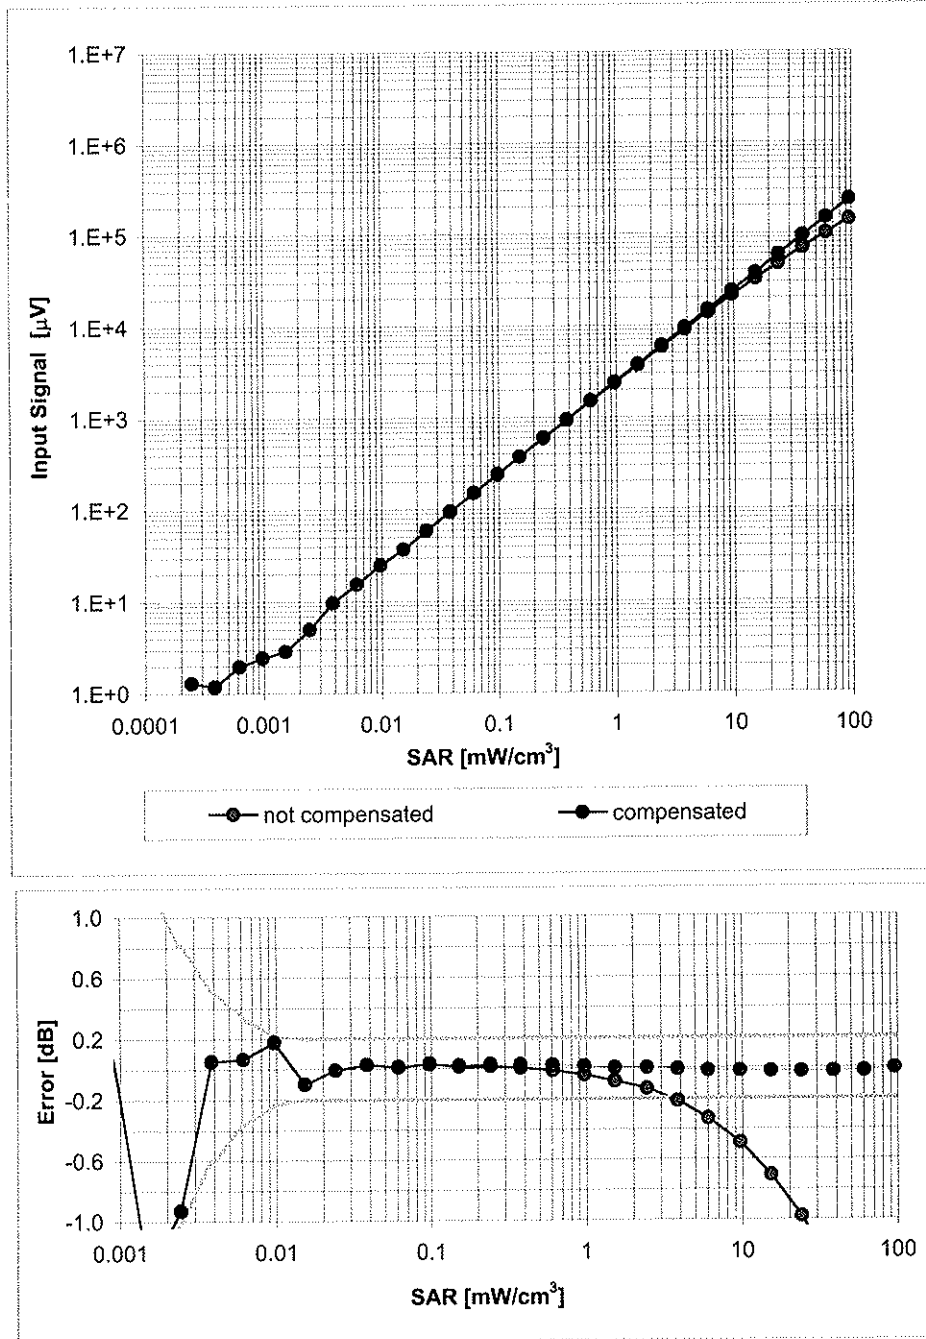 1.E+7
1.E+6
1.E+5
1.E+4
1.E+3
1.E+2
1.E+1
1.E+0
Input Signal [µV]
0.0001 0.001 0.01 0.1 1 10 100
SAR [mW/cm³]
not compensated compensated
1.0
0.6
0.2
-0.2
-0.6
-1.0
Error [dB]
0.001 0.01 0.1 1 10 100
SAR [mW/cm³]